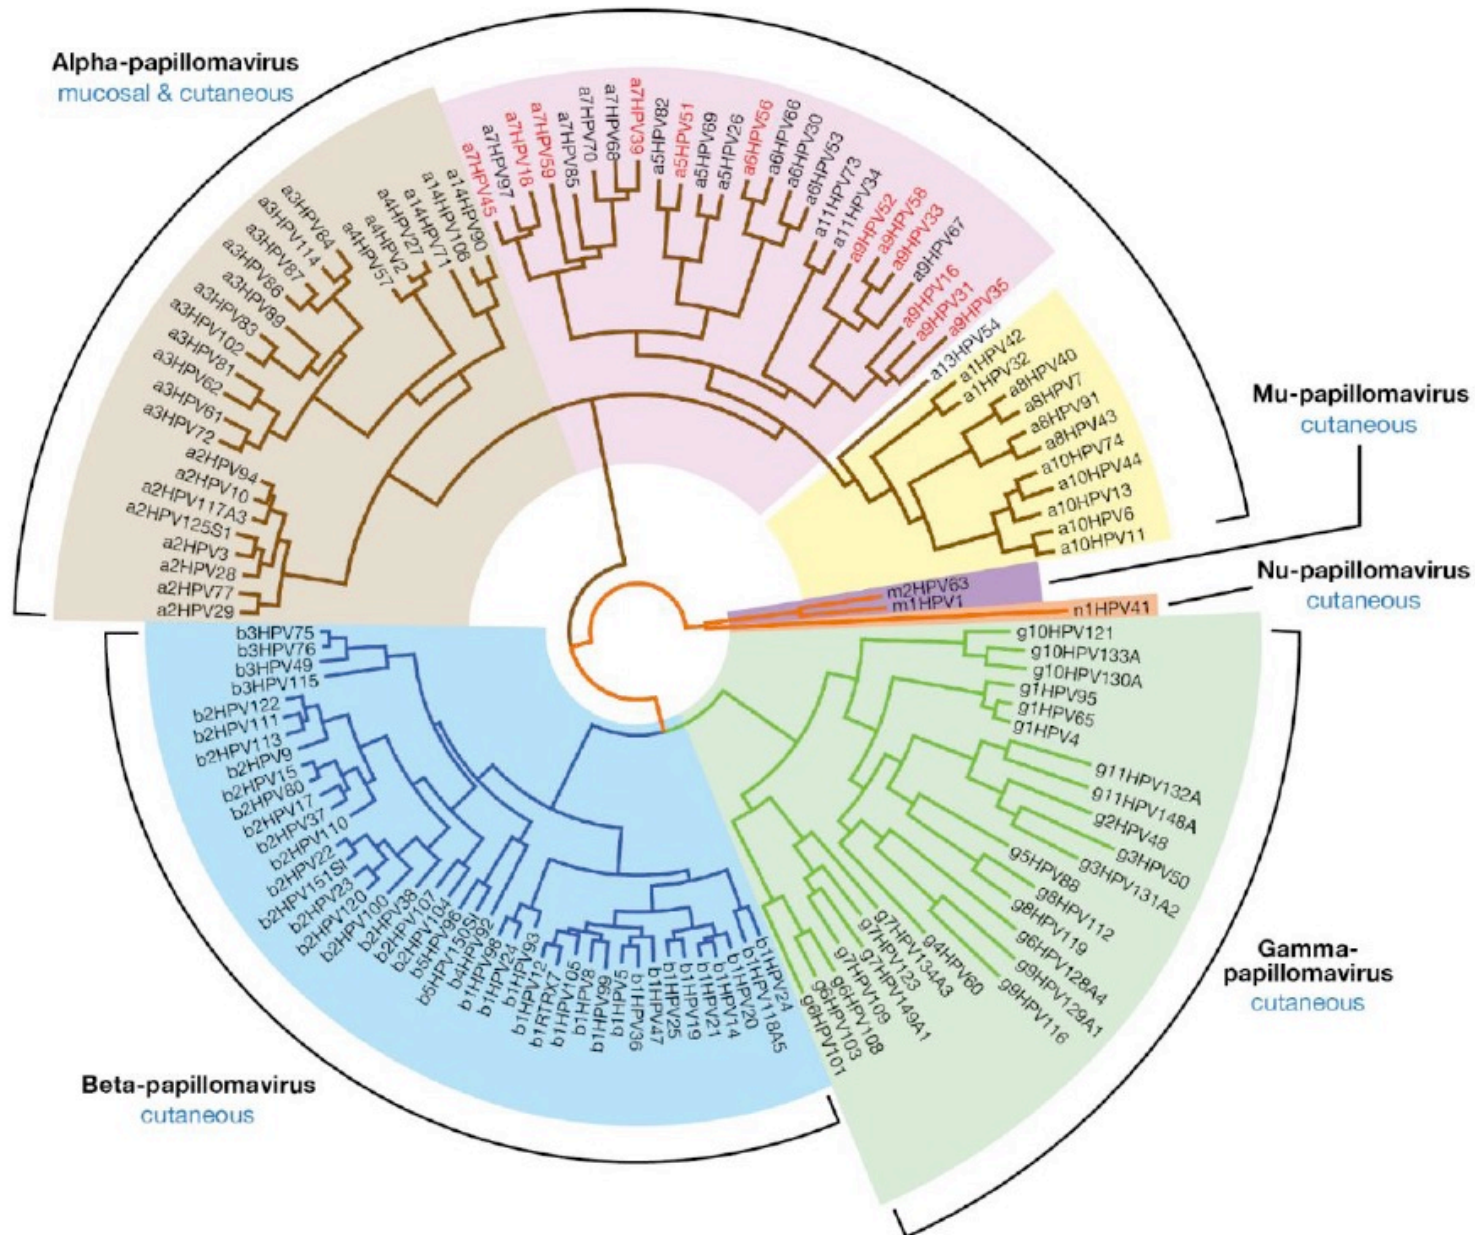 Alpha-papillomavirus
mucosal & cutaneous
a2HPV29
a2HPV77
a2HPV28
a2HPV3
a2HPV125S1
a2HPV117A3
a2HPV10
a2HPV94
a3HPV72
a3HPV61
a3HPV62
a3HPV81
a3HPV102
a3HPV83
a3HPV89
a3HPV86
a3HPV87
a3HPV114
a3HPV84
a4HPV57
a4HPV2
a4HPV27
a14HPV71
a14HPV106
a14HPV90
a7HPV45
a7HPV97
a7HPV18
a7HPV59
a7HPV85
a7HPV70
a7HPV68
a7HPV39
a5HPV82
a5HPV51
a5HPV69
a5HPV26
a6HPV56
a6HPV66
a6HPV30
a6HPV53
a11HPV73
a11HPV34
a9HPV52
a9HPV58
a9HPV33
a9HPV67
a9HPV16
a9HPV31
a9HPV35
a13HPV54
a1HPV42
a1HPV32
a8HPV40
a8HPV7
a8HPV91
a8HPV43
a10HPV74
a10HPV44
a10HPV13
a10HPV6
a10HPV11
Mu-papillomavirus
cutaneous
m2HPV63
m1HPV1
Nu-papillomavirus
cutaneous
n1HPV41
g10HPV121
g10HPV133A
g10HPV130A
g1HPV95
g1HPV65
g1HPV4
g11HPV132A
g11HPV148A
g2HPV48
g3HPV50
g3HPV131A2
g5HPV88
g8HPV112
g8HPV119
g6HPV128A4
g9HPV129A1
g9HPV116
g4HPV60
g7HPV134A3
g7HPV123
g7HPV149A1
g7HPV109
g6HPV108
g6HPV103
g6HPV101
Gamma-
papillomavirus
cutaneous
b3HPV75
b3HPV76
b3HPV49
b3HPV115
b2HPV122
b2HPV111
b2HPV113
b2HPV9
b2HPV15
b2HPV80
b2HPV17
b2HPV37
b2HPV110
b2HPV22
b2HPV151SI
b2HPV23
b2HPV120
b2HPV100
b2HPV38
b2HPV107
b2HPV104
b5HPV96
b5HPV150SI
b4HPV92
b1HPV98
b1HPV24
b1HPV93
b1HPV12
b1RTRX7
b1HPV105
b1HPV8
b1HPV99
b1HPV5
b1HPV36
b1HPV47
b1HPV25
b1HPV19
b1HPV21
b1HPV14
b1HPV20
b1HPV118A5
b1HPV24
Beta-papillomavirus
cutaneous